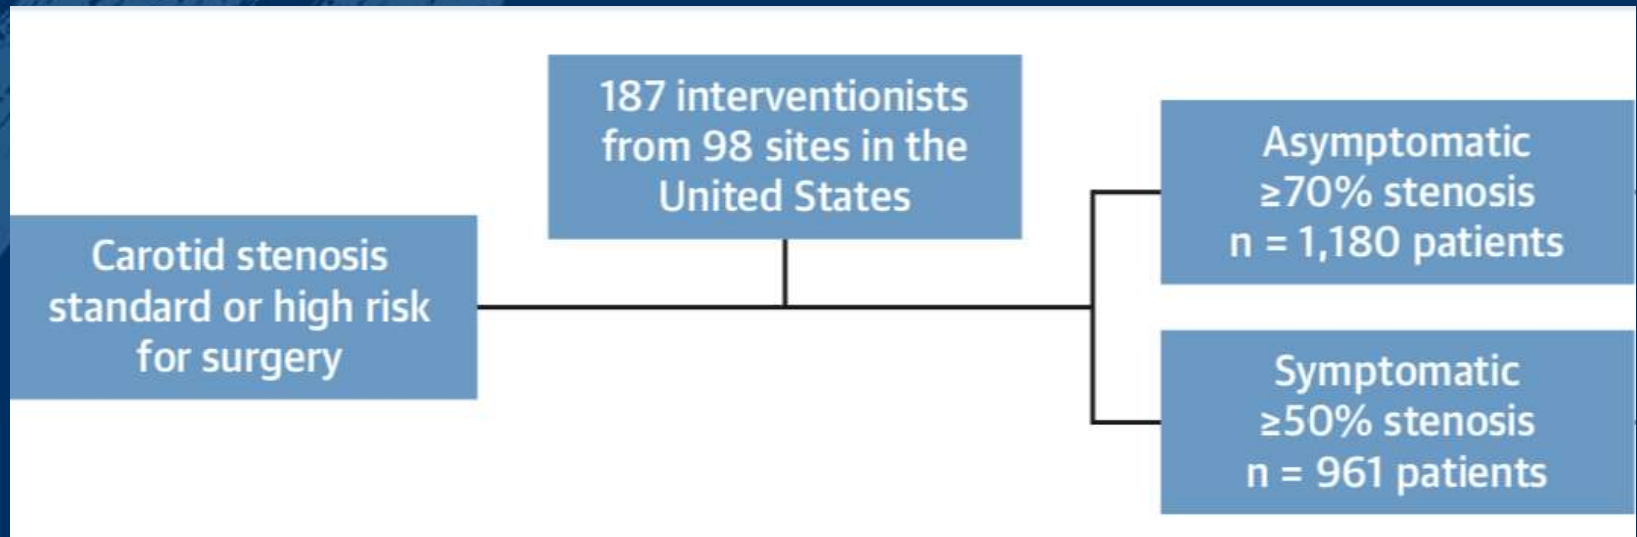 187 interventionists
from 98 sites in the
United States
Carotid stenosis
standard or high risk
for surgery
Asymptomatic
≥70% stenosis
n = 1,180 patients
Symptomatic
≥50% stenosis
n = 961 patients